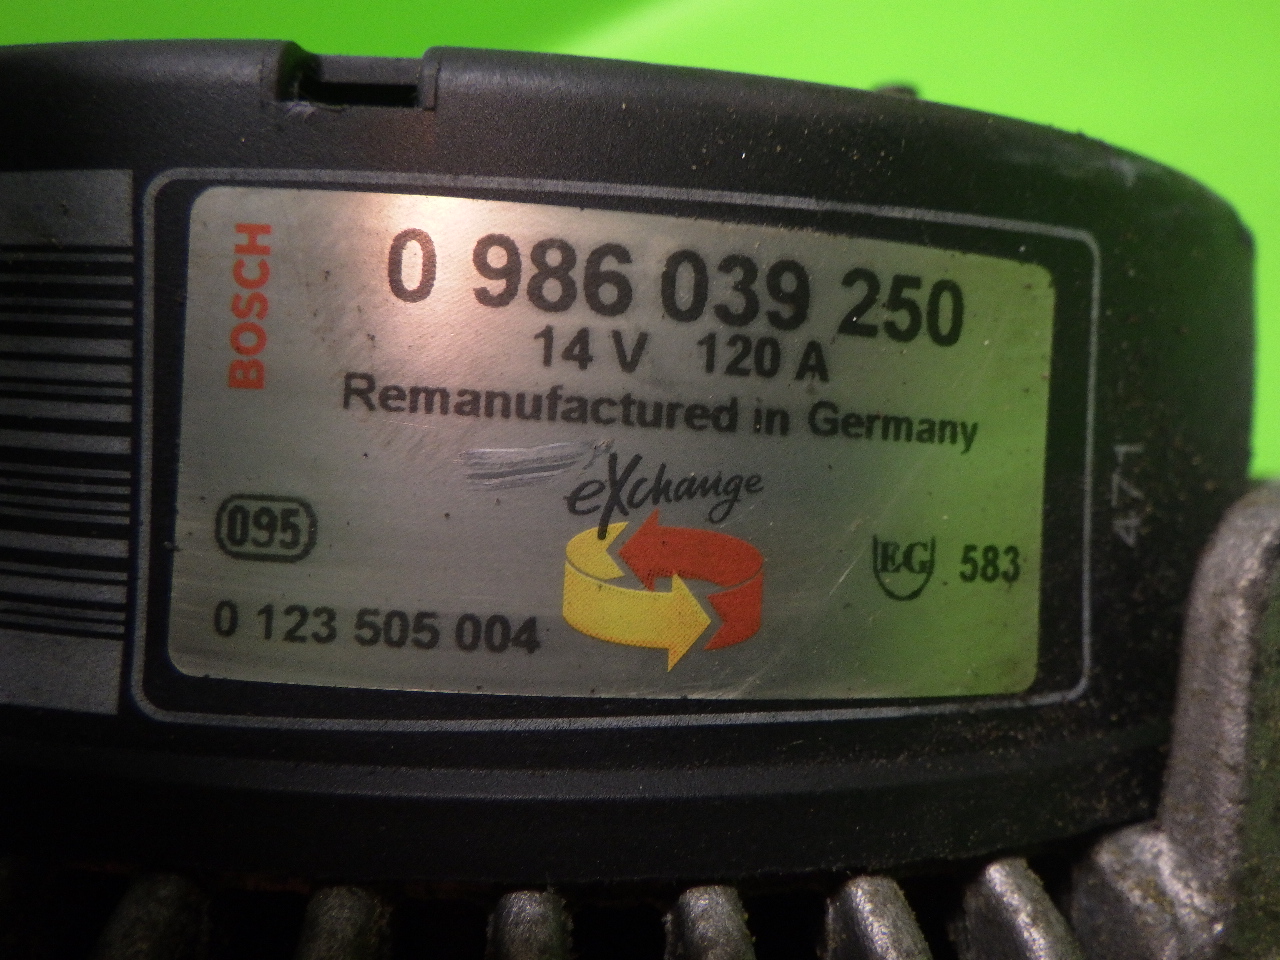 BOSCH
0 986 039 250
14 V 120 A
Remanufactured in Germany
eXchange
095
EG 583
0 123 505 004
471